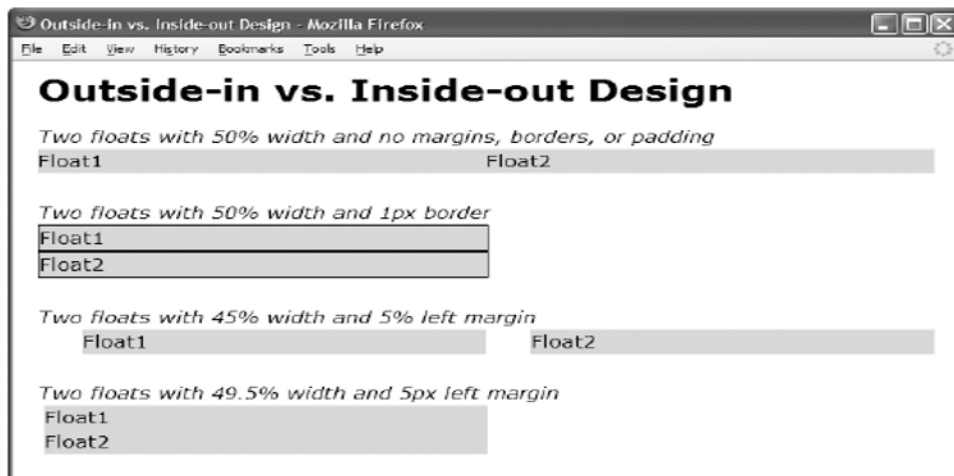 Outside-in vs. Inside-out Design - Mozilla Firefox
File Edit View History Bookmarks Tools Help
Outside-in vs. Inside-out Design
Two floats with 50% width and no margins, borders, or padding
Float1 Float2
Two floats with 50% width and 1px border
Float1
Float2
Two floats with 45% width and 5% left margin
Float1 Float2
Two floats with 49.5% width and 5px left margin
Float1
Float2